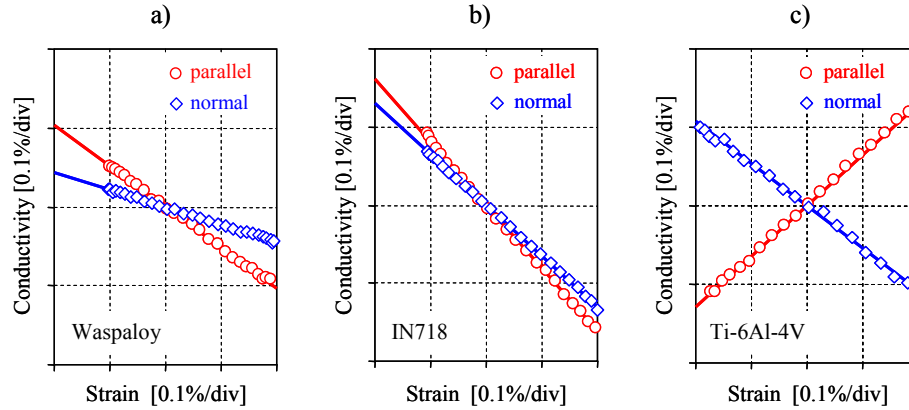 a)
b)
c)
parallel
normal
Conductivity [0.1%/div]
Waspaloy
Strain [0.1%/div]
parallel
normal
Conductivity [0.1%/div]
IN718
Strain [0.1%/div]
parallel
normal
Conductivity [0.1%/div]
Ti-6Al-4V
Strain [0.1%/div]